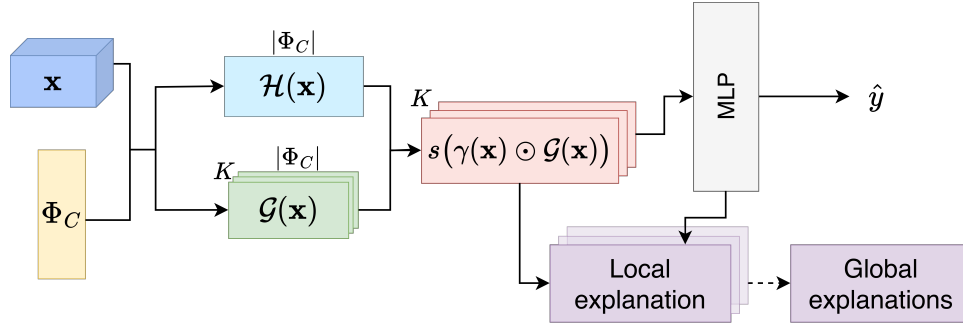 𝐱
Φ_C
|Φ_C|
ℋ(𝐱)
K
|Φ_C|
𝒢(𝐱)
K
s(γ(𝐱) ⊙ 𝒢(𝐱))
MLP
ŷ
Local
explanation
Global
explanations